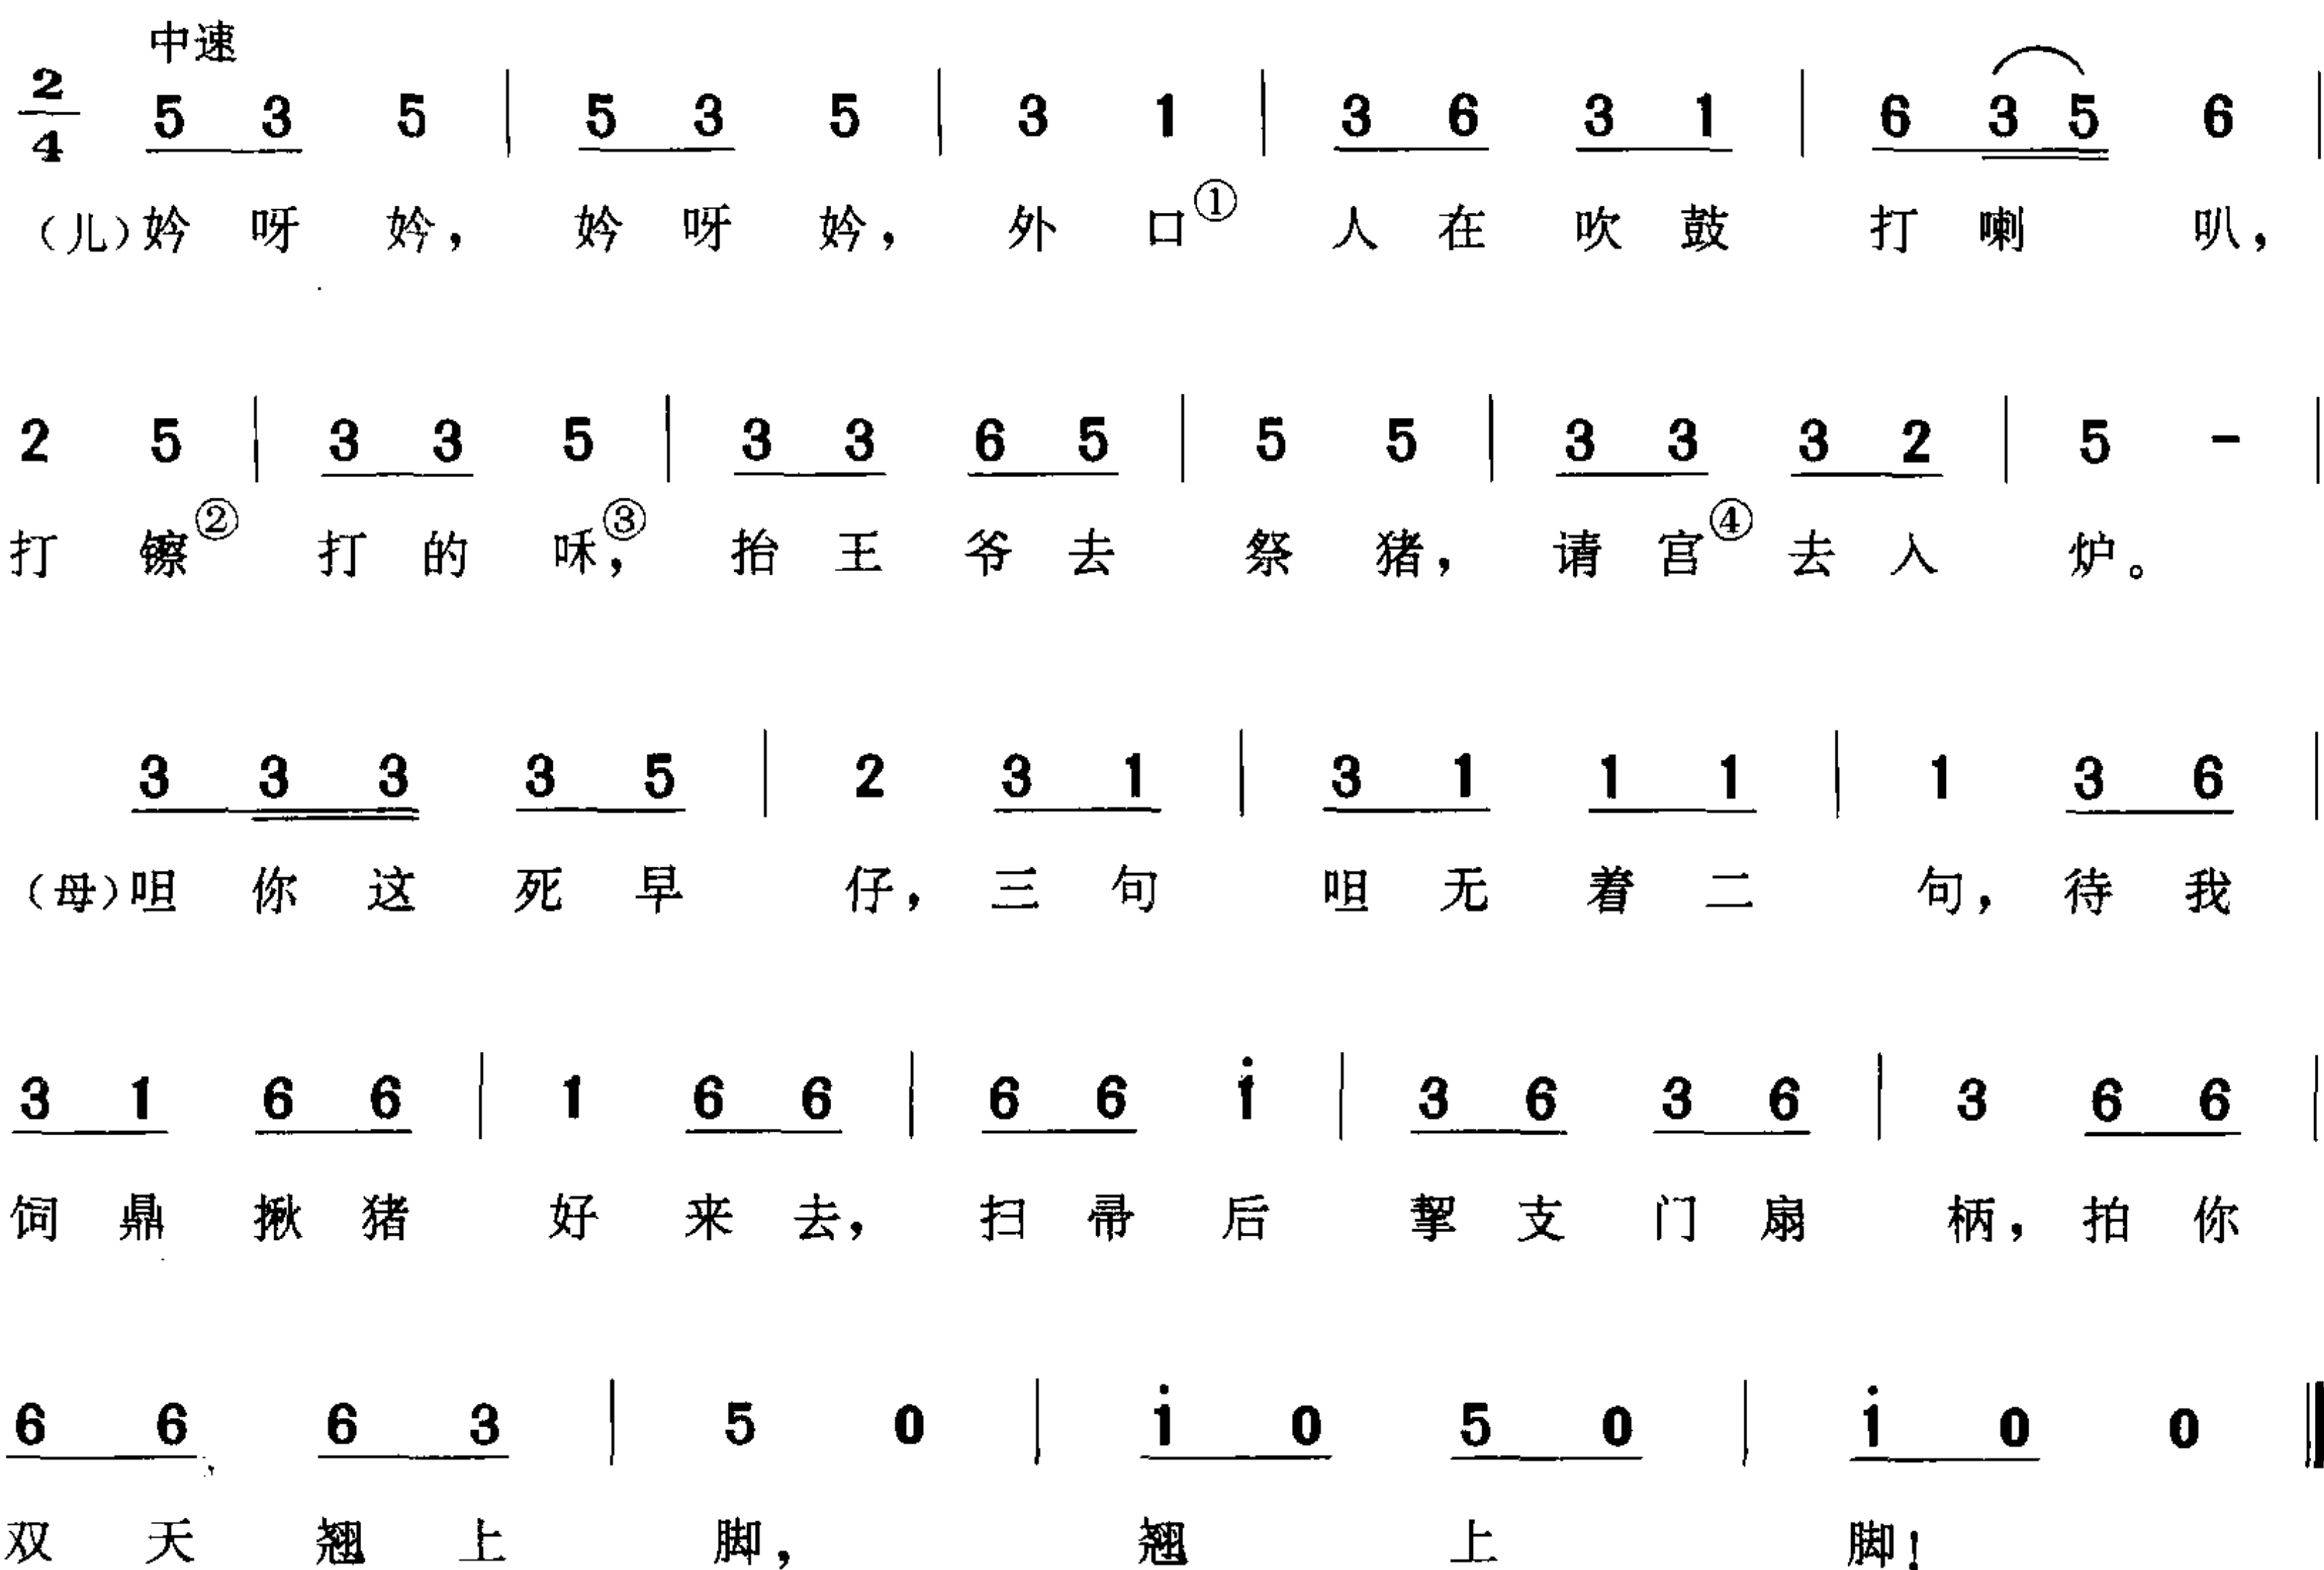 中速
2/4 5 3 5 | 5 3 5 | 3 1 | 3 6 3 1 | 6 3 5 6 |
（儿）妗呀妗，妗呀妗，外口①人在吹鼓打喇叭，
2 5 | 3 3 5 | 3 3 6 5 | 5 5 | 3 3 3 2 | 5 - |
打镲②打的咊③，抬王爷去祭猪，请宫④去入炉。
3 3 3 3 5 | 2 3 1 | 3 1 1 1 | 1 3 6 |
（母）呾你这死早仔，三句呾无着二句，待我
3 1 6 6 | 1 6 6 | 6 6 i | 3 6 3 6 | 3 6 6 |
饲鼎揪猪好来去，扫帚后挈支门扇柄，拍你
6 6 6 3 | 5 0 | i 0 5 0 | i 0 0 ‖
双天翘上脚，翘上脚！